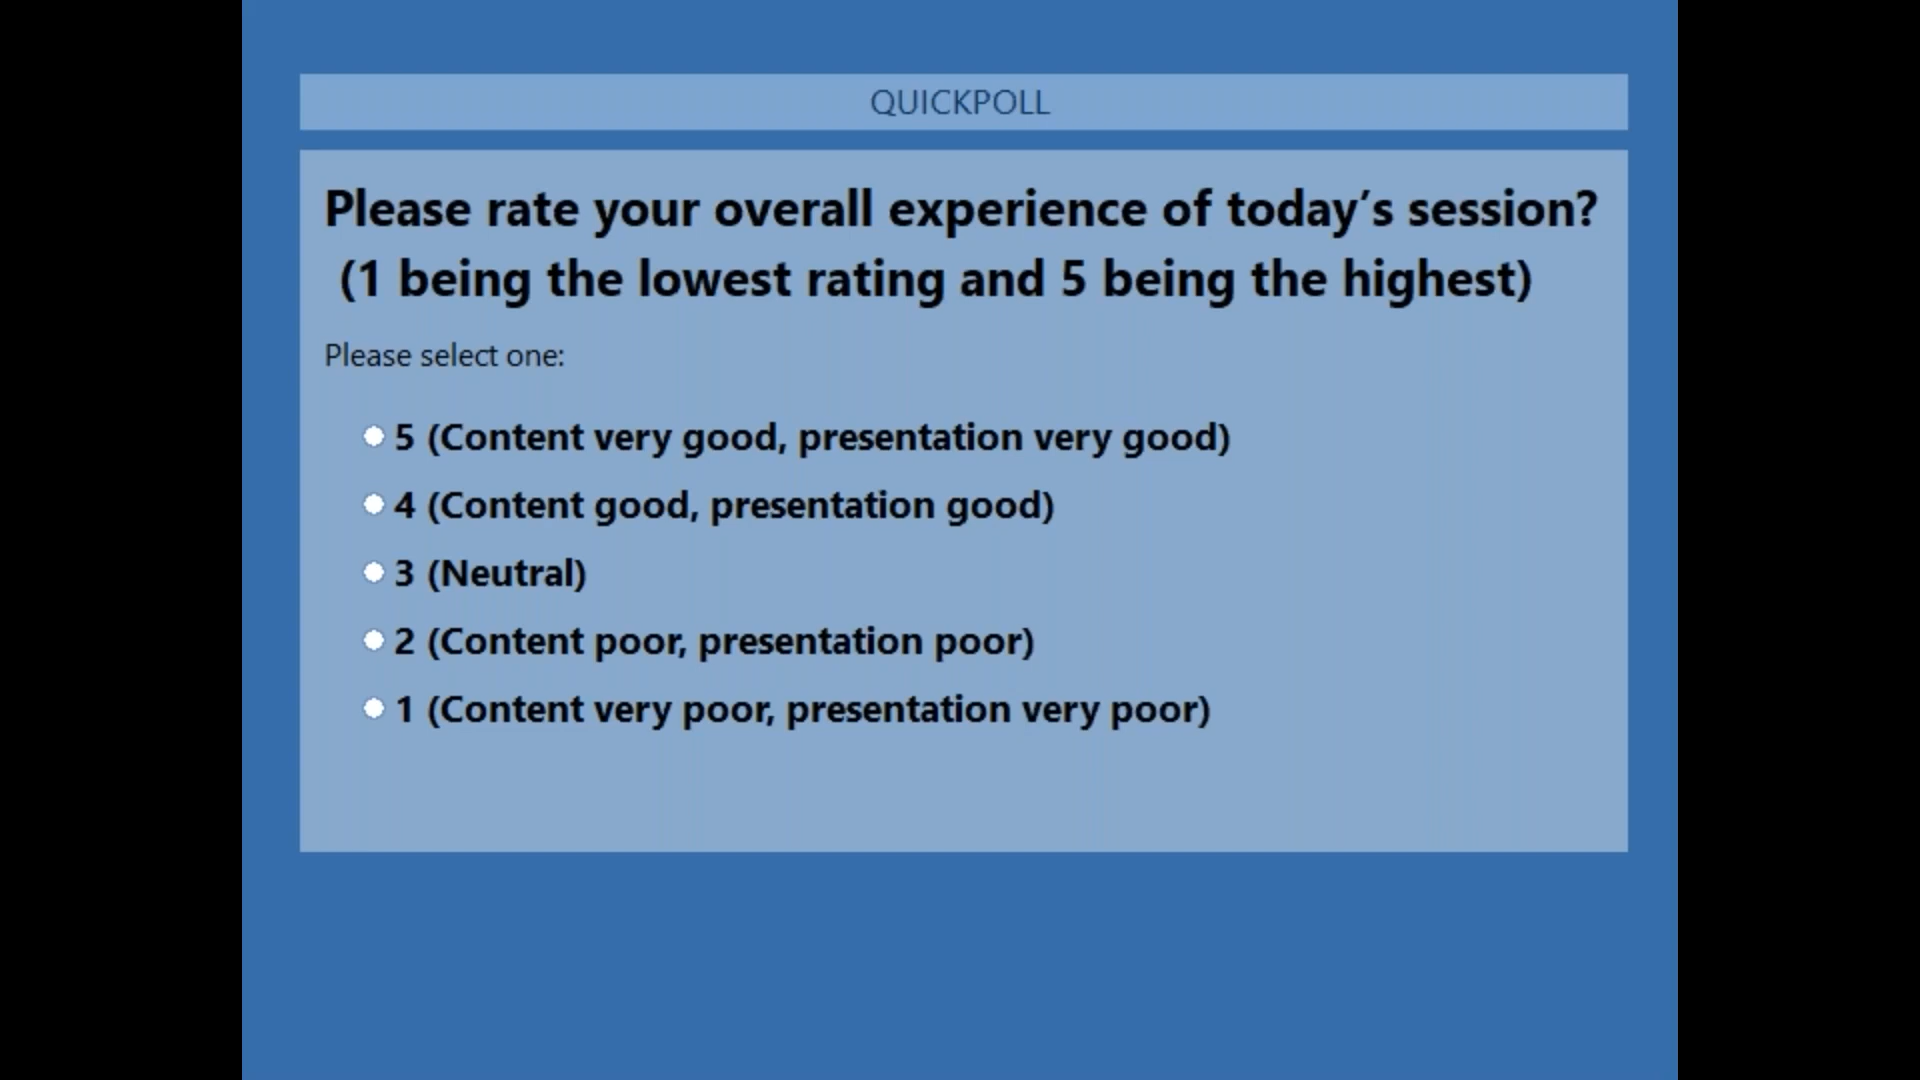 QUICKPOLL
Please rate your overall experience of today’s session?
(1 being the lowest rating and 5 being the highest)
Please select one:
5 (Content very good, presentation very good)
4 (Content good, presentation good)
3 (Neutral)
2 (Content poor, presentation poor)
1 (Content very poor, presentation very poor)